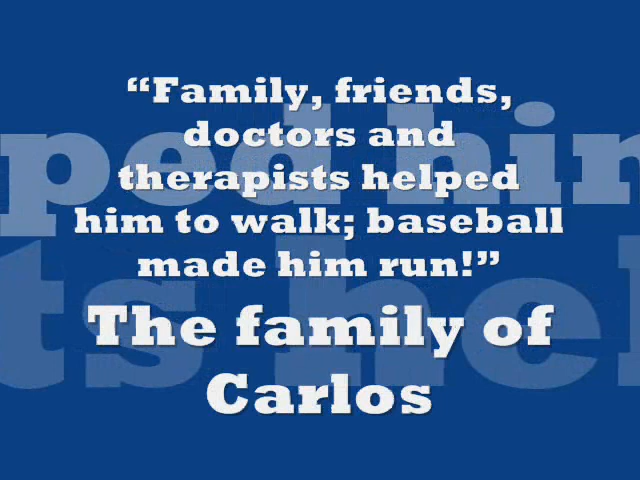 “Family, friends,
doctors and
therapists helped
him to walk; baseball
made him run!”
The family of
Carlos